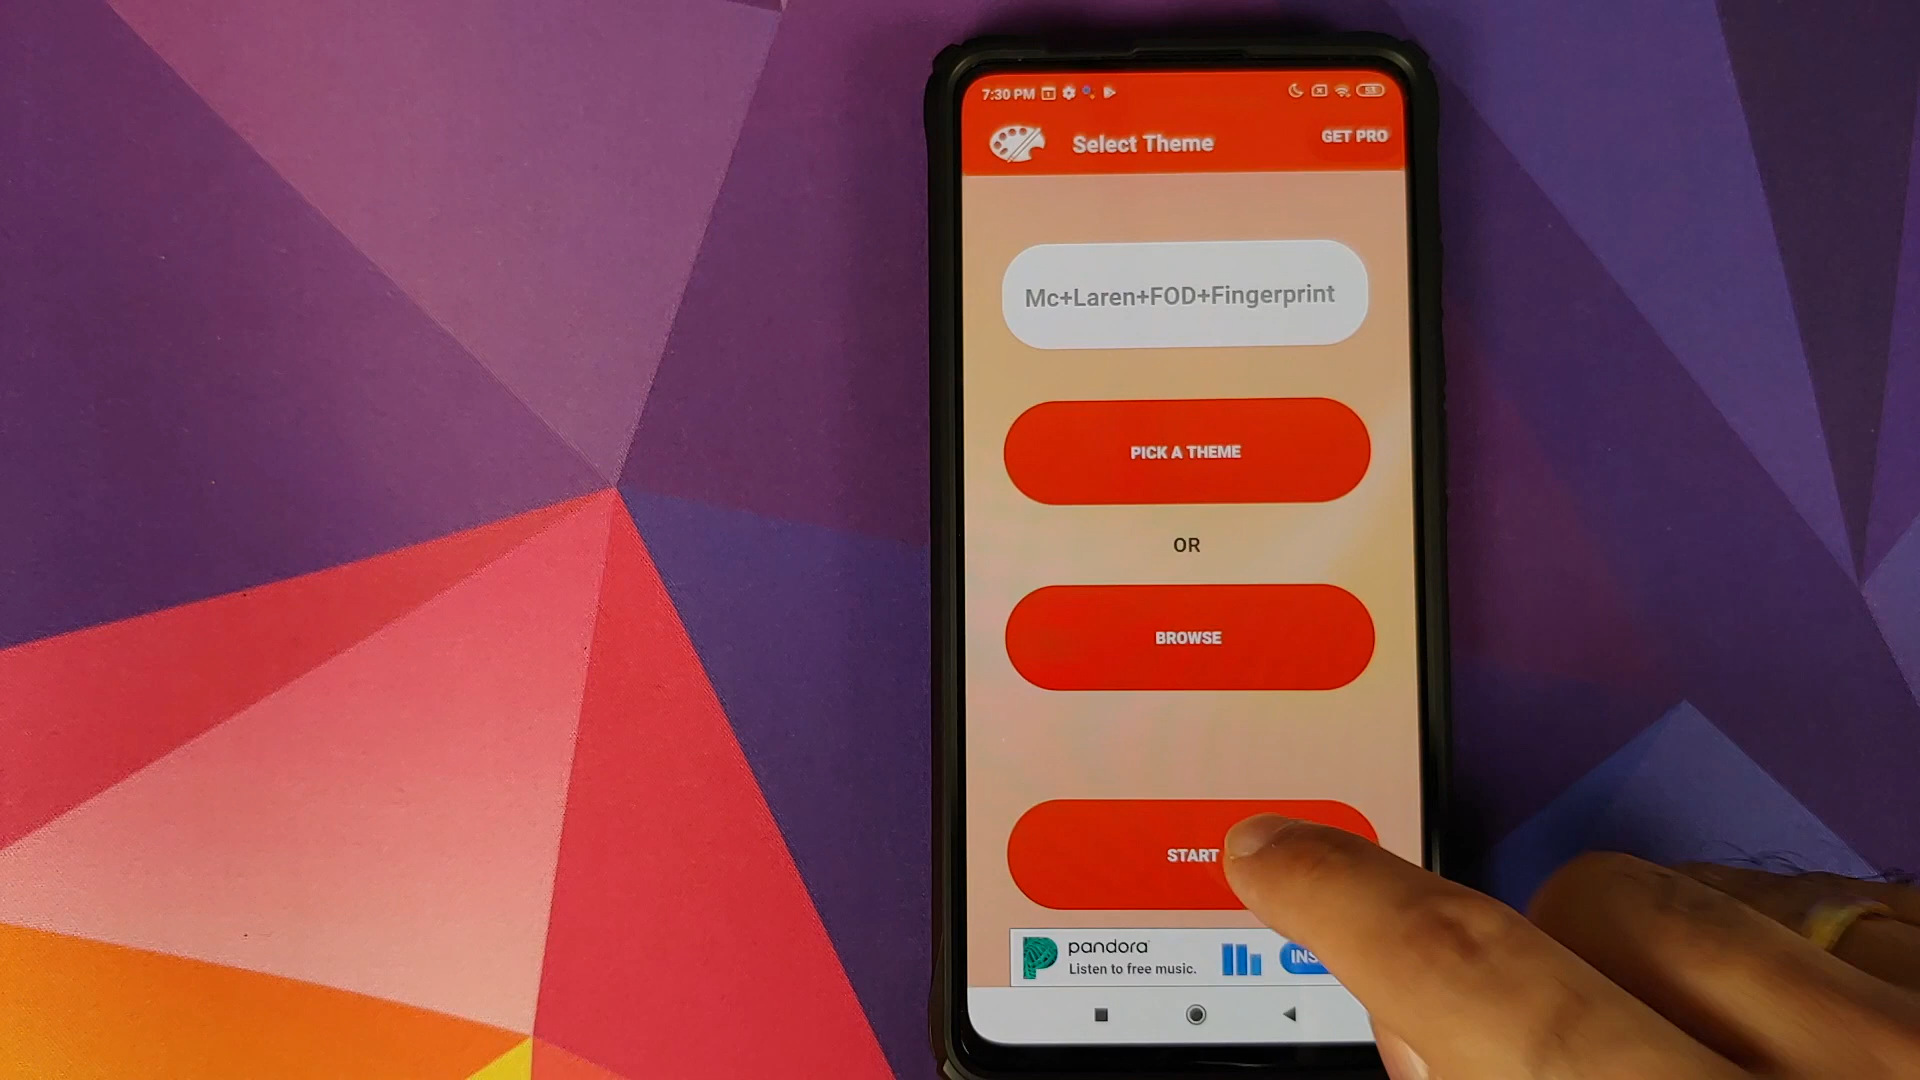 7:30 PM
Select Theme
GET PRO
Mc+Laren+FOD+Fingerprint
PICK A THEME
OR
BROWSE
START
pandora
Listen to free music.
INS